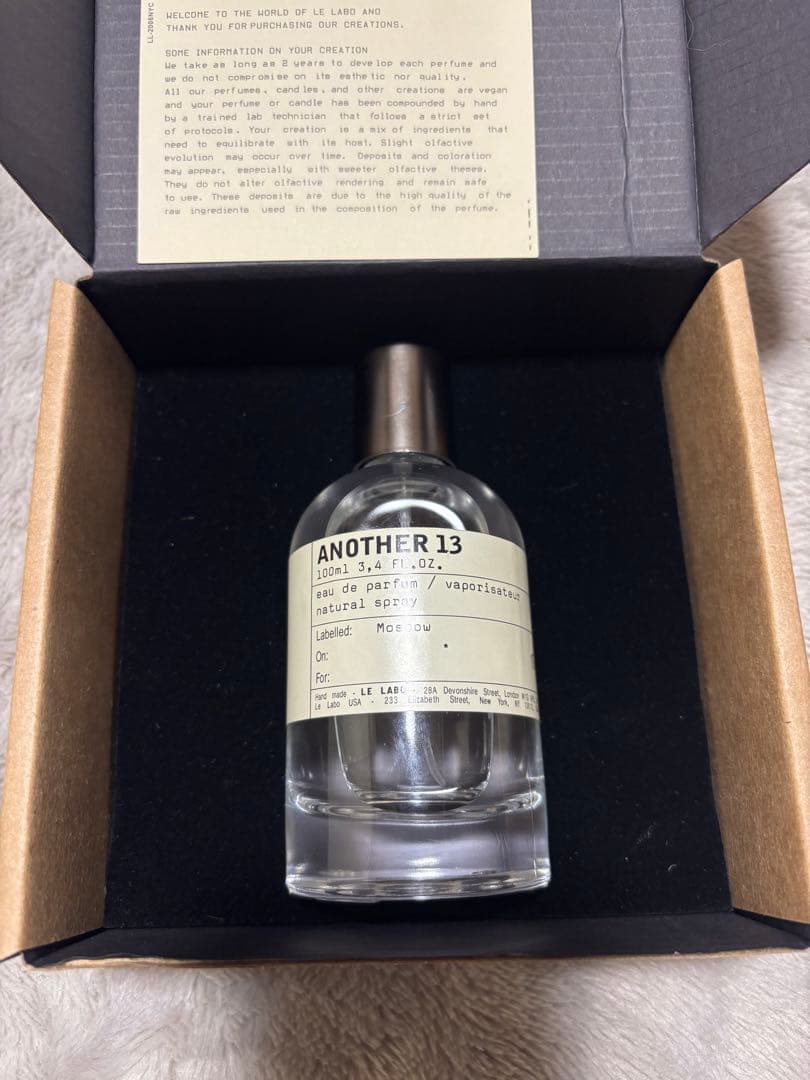 LL-2006NYC
WELCOME TO THE WORLD OF LE LABO AND
THANK YOU FOR PURCHASING OUR CREATIONS.
SOME INFORMATION ON YOUR CREATION
We take as long as 2 years to develop each perfume and
we do not compromise on its esthetic nor quality.
All our perfumes, candles, and other creations are vegan
and your perfume or candle has been compounded by hand
by a trained lab technician that follows a strict set
of protocols. Your creation is a mix of ingredients that
need to equilibrate with its host. Slight olfactive
evolution may occur over time. Deposits and coloration
may appear, especially with sweeter olfactive themes.
They do not alter olfactive rendering and remain safe
to use. These deposits are due to the high quality of the
raw ingredients used in the composition of the perfume.
ANOTHER 13
100ml 3,4 FL.OZ.
eau de parfum / vaporisateur
natural spray
Labelled: Moscow
On: *
For:
Hand made - LE LABO - 28A Devonshire Street, London
Le Labo USA - 233 Elizabeth Street, New York, NY